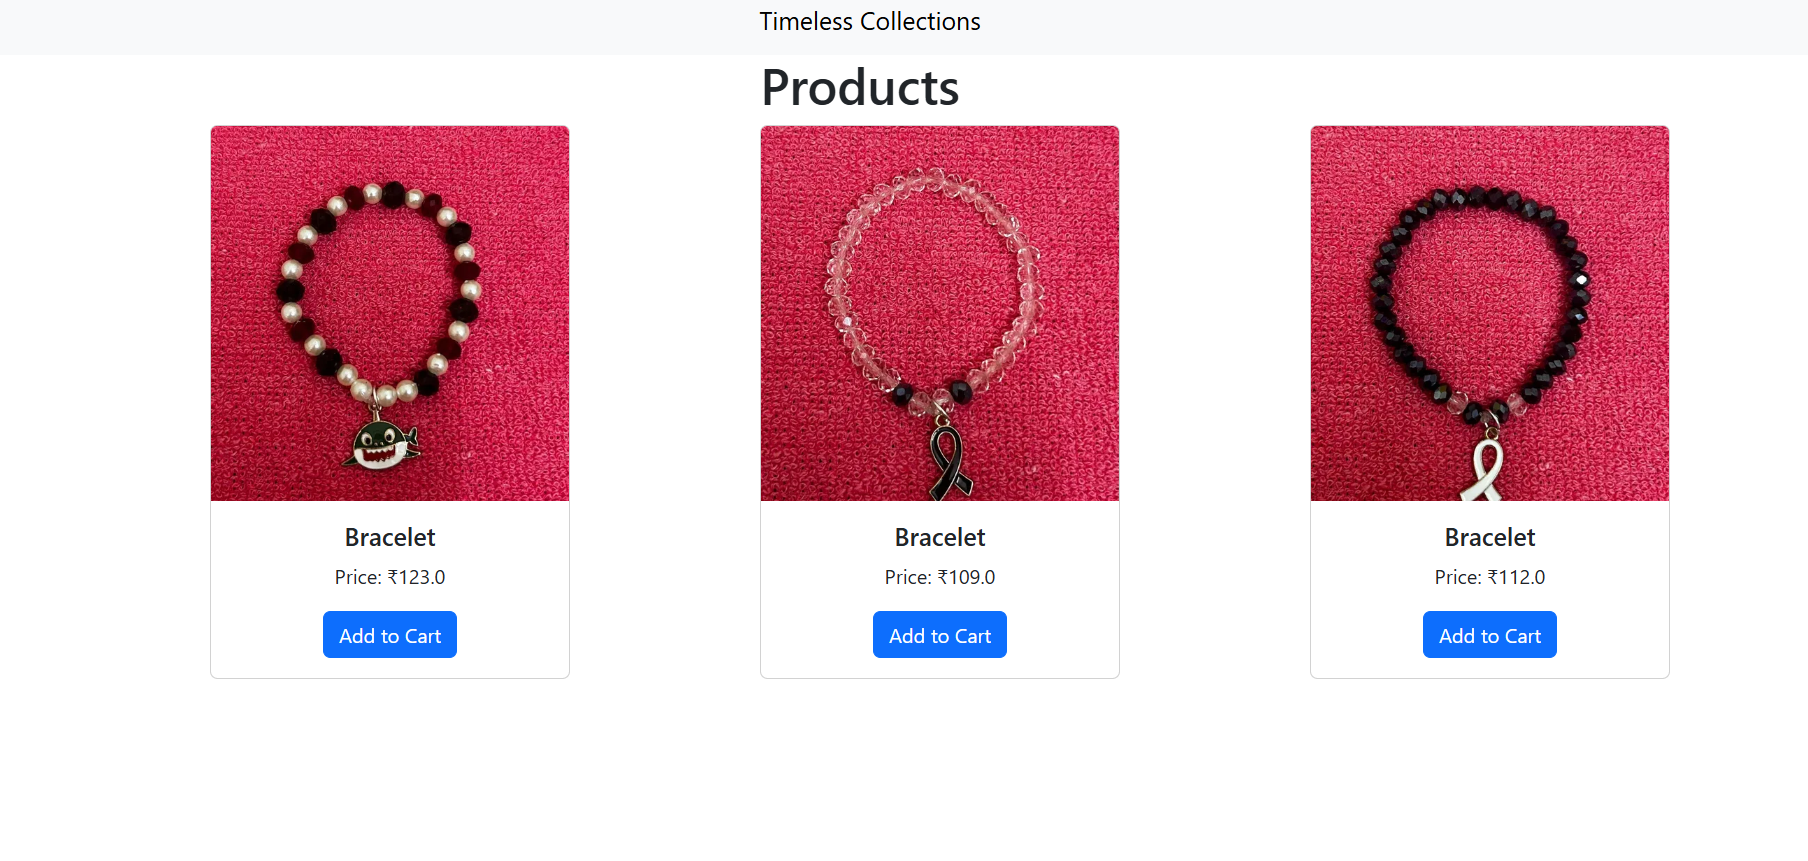 Timeless Collections
Products
Bracelet
Price: ₹123.0
Add to Cart
Bracelet
Price: ₹109.0
Add to Cart
Bracelet
Price: ₹112.0
Add to Cart